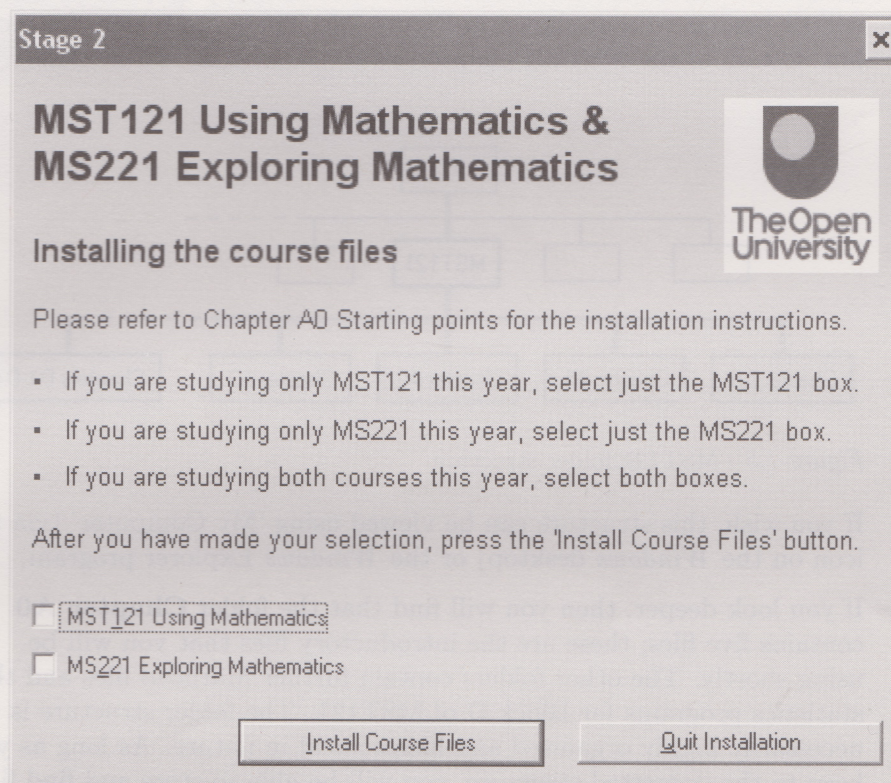 Stage 2
MST121 Using Mathematics &
MS221 Exploring Mathematics
The Open
University
Installing the course files
Please refer to Chapter A0 Starting points for the installation instructions.
▪ If you are studying only MST121 this year, select just the MST121 box.
▪ If you are studying only MS221 this year, select just the MS221 box.
▪ If you are studying both courses this year, select both boxes.
After you have made your selection, press the 'Install Course Files' button.
MST121 Using Mathematics
MS221 Exploring Mathematics
Install Course Files
Quit Installation